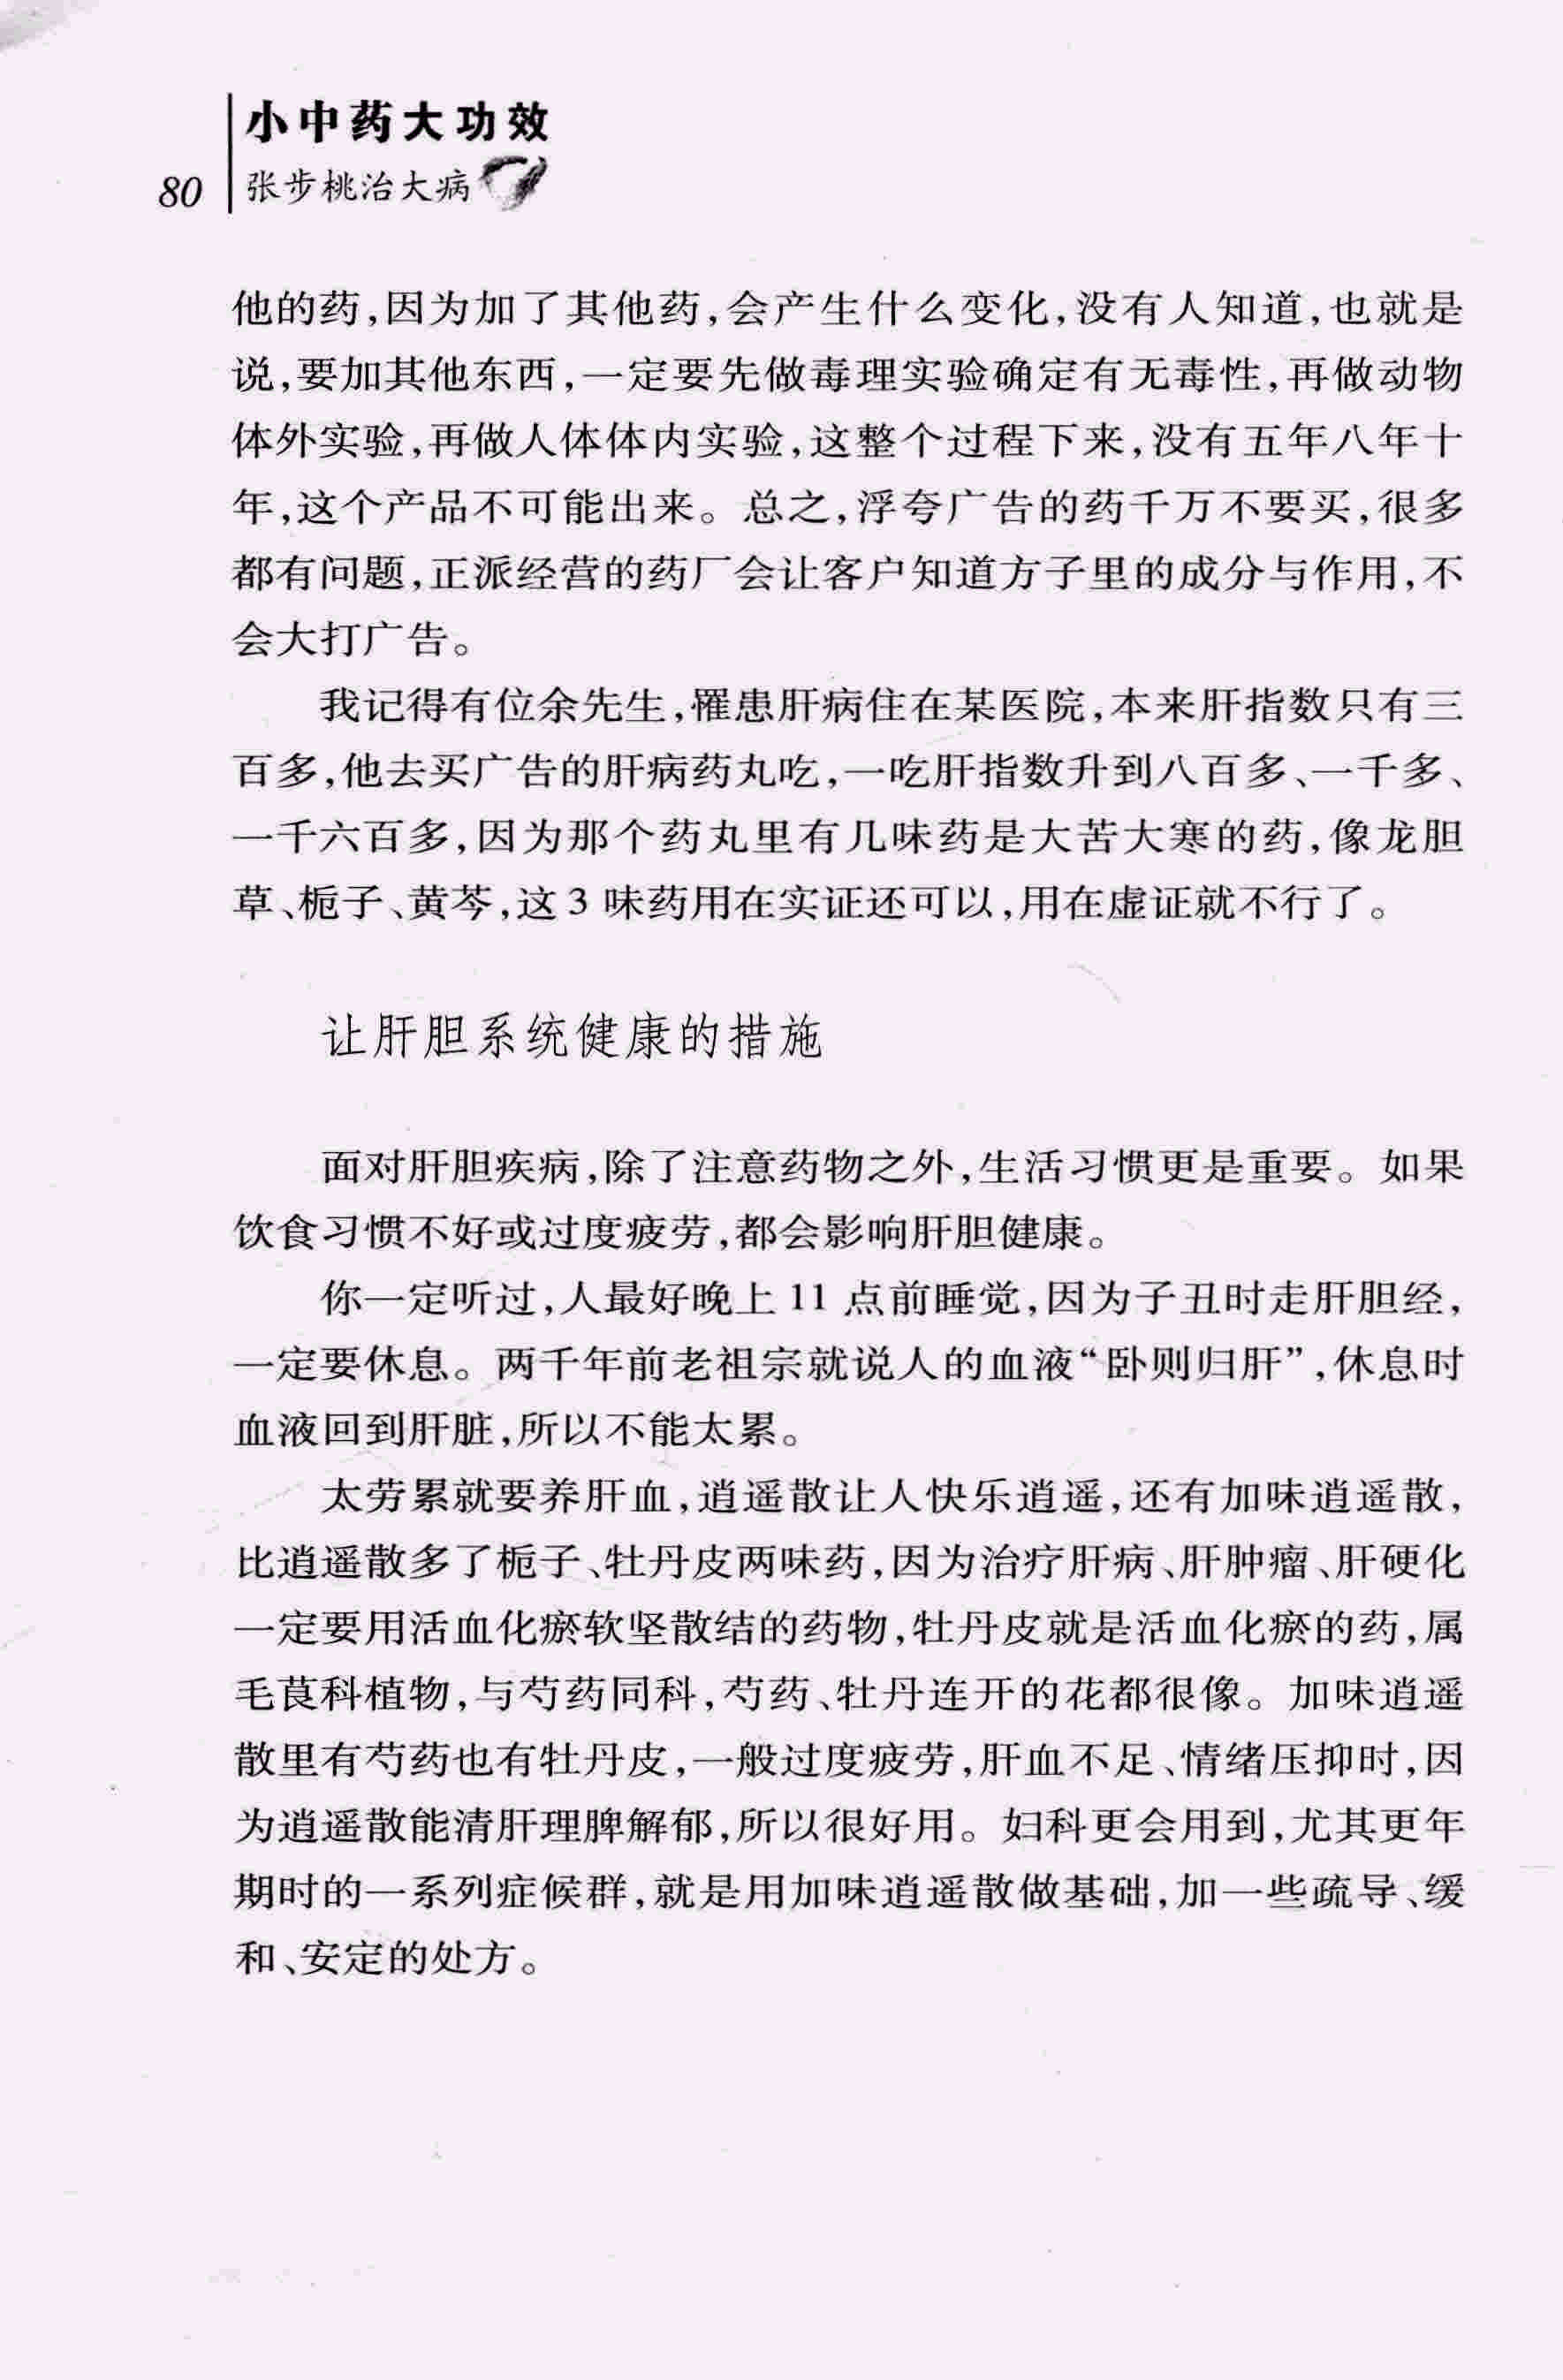 小中药大功效
80
张步桃治大病
他的药,因为加了其他药,会产生什么变化,没有人知道,也就是
说,要加其他东西,一定要先做毒理实验确定有无毒性,再做动物
体外实验,再做人体体内实验,这整个过程下来,没有五年八年十
年,这个产品不可能出来。总之,浮夸广告的药千万不要买,很多
都有问题,正派经营的药厂会让客户知道方子里的成分与作用,不
会大打广告。
我记得有位余先生,罹患肝病住在某医院,本来肝指数只有三
百多,他去买广告的肝病药丸吃,一吃肝指数升到八百多、一千多、
一千六百多,因为那个药丸里有几味药是大苦大寒的药,像龙胆
草、栀子、黄芩,这3味药用在实证还可以,用在虚证就不行了。
让肝胆系统健康的措施
面对肝胆疾病,除了注意药物之外,生活习惯更是重要。如果
饮食习惯不好或过度疲劳,都会影响肝胆健康。
你一定听过,人最好晚上11点前睡觉,因为子丑时走肝胆经,
一定要休息。两千年前老祖宗就说人的血液“卧则归肝”,休息时
血液回到肝脏,所以不能太累。
太劳累就要养肝血,逍遥散让人快乐逍遥,还有加味逍遥散,
比逍遥散多了栀子、牡丹皮两味药,因为治疗肝病、肝肿瘤、肝硬化
一定要用活血化瘀软坚散结的药物,牡丹皮就是活血化瘀的药,属
毛茛科植物,与芍药同科,芍药、牡丹连开的花都很像。加味逍遥
散里有芍药也有牡丹皮,一般过度疲劳,肝血不足、情绪压抑时,因
为逍遥散能清肝理脾解郁,所以很好用。妇科更会用到,尤其更年
期时的一系列症候群,就是用加味逍遥散做基础,加一些疏导、缓
和、安定的处方。